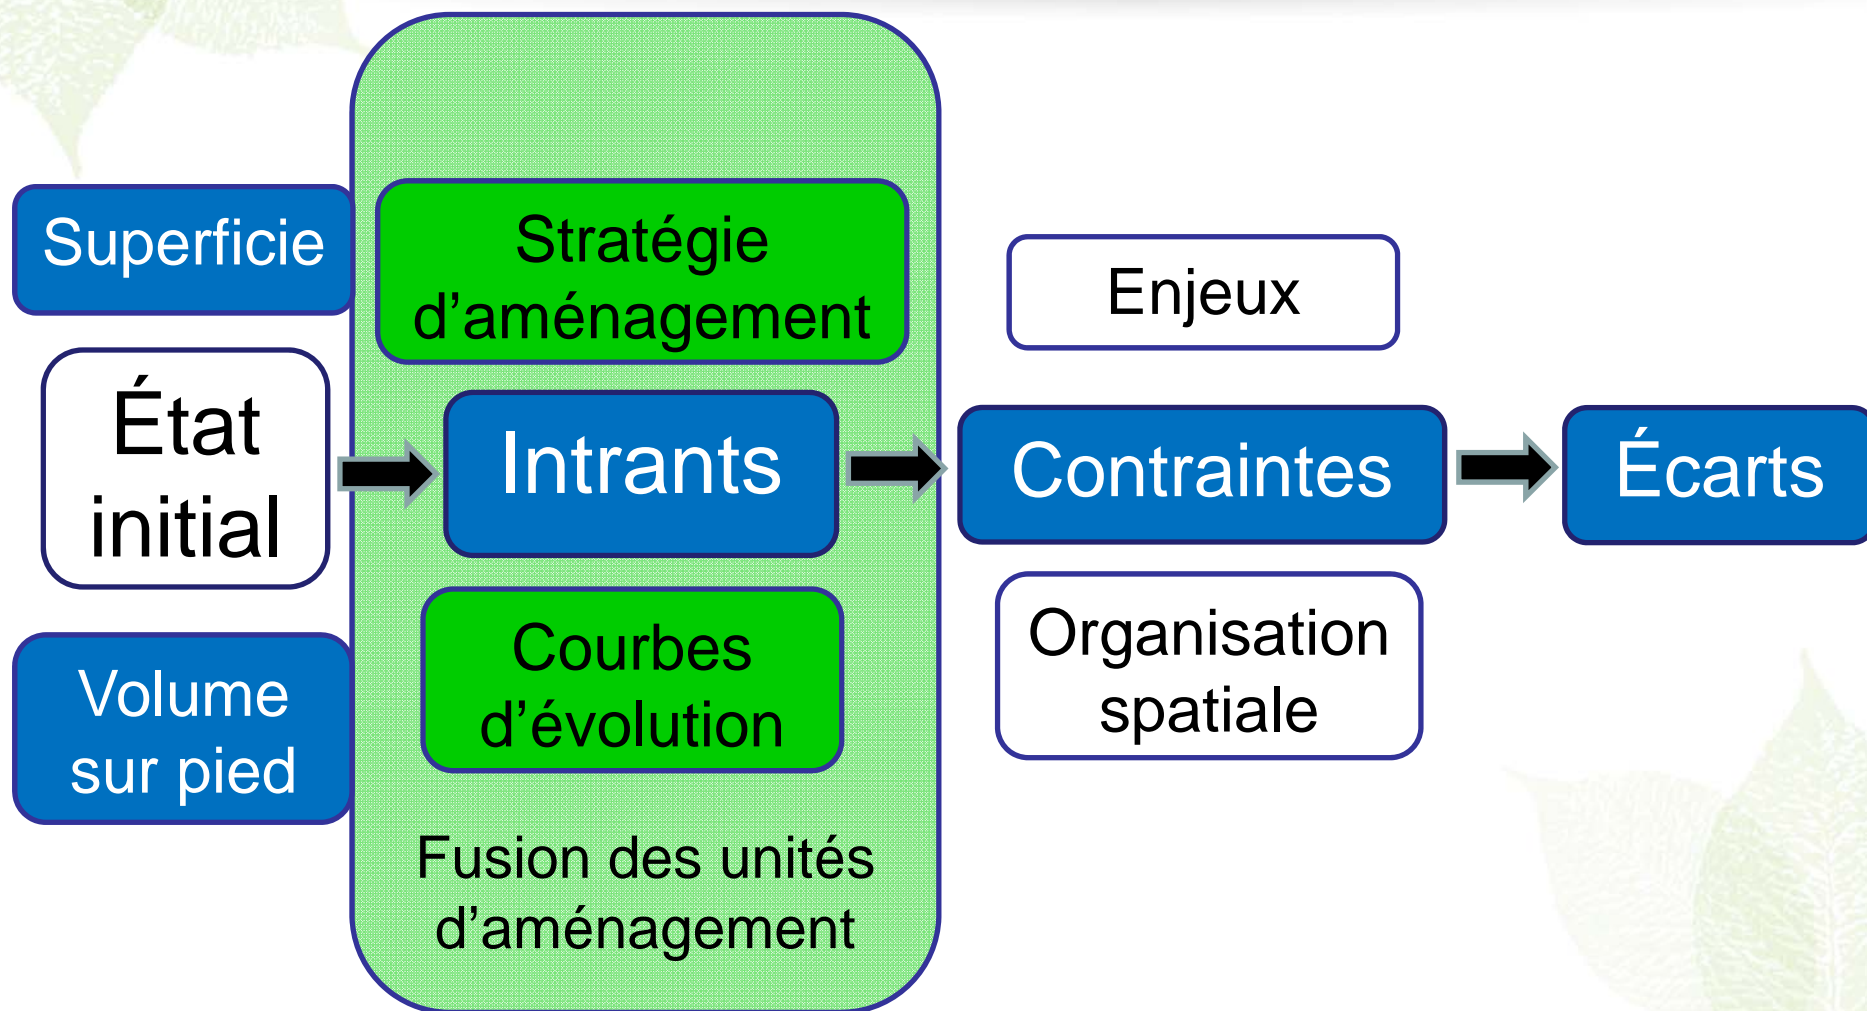 Superficie
État
initial
Volume
sur pied
Stratégie
d’aménagement
Intrants
Courbes
d’évolution
Fusion des unités
d’aménagement
Enjeux
Contraintes
Organisation
spatiale
Écarts